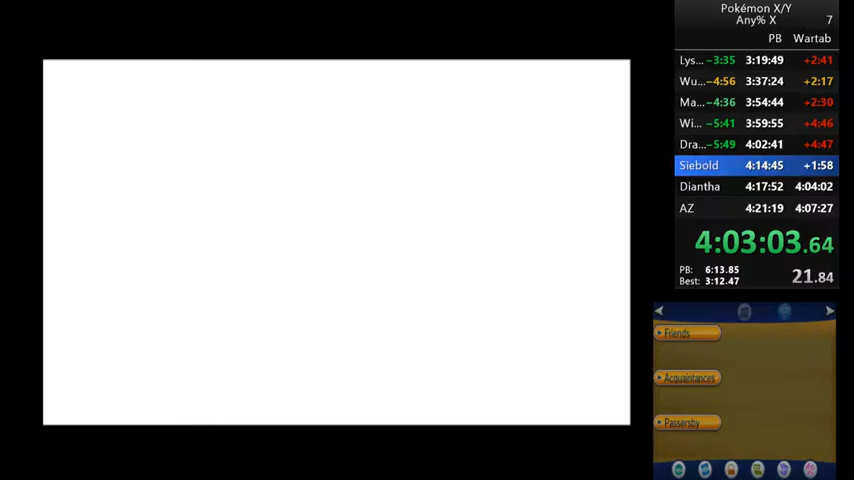 Pokémon X/Y
Any% X 7
PB Wartab
Lys... −3:35 3:19:49 +2:41
Wu... −4:56 3:37:24 +2:17
Ma... −4:36 3:54:44 +2:30
Wi... −5:41 3:59:55 +4:46
Dra... −5:49 4:02:41 +4:47
Siebold 4:14:45 +1:58
Diantha 4:17:52 4:04:02
AZ 4:21:19 4:07:27
4:03:03.64
PB: 6:13.85
Best: 3:12.47
21.84
Friends
Acquaintances
Passersby